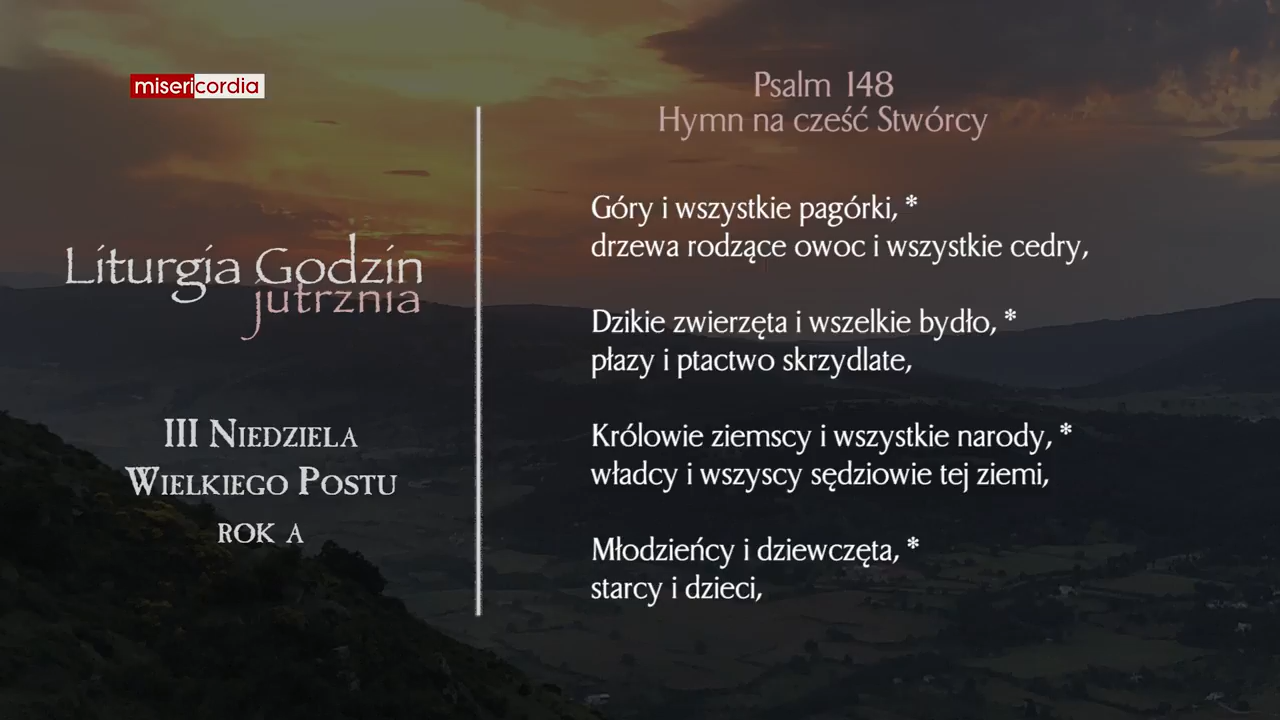 misericordia
Liturgia Godzin
jutrznia
III Niedziela
Wielkiego Postu
rok a
Psalm 148
Hymn na cześć Stwórcy
Góry i wszystkie pagórki, *
drzewa rodzące owoc i wszystkie cedry,
Dzikie zwierzęta i wszelkie bydło, *
płazy i ptactwo skrzydlate,
Królowie ziemscy i wszystkie narody, *
władcy i wszyscy sędziowie tej ziemi,
Młodzieńcy i dziewczęta, *
starcy i dzieci,